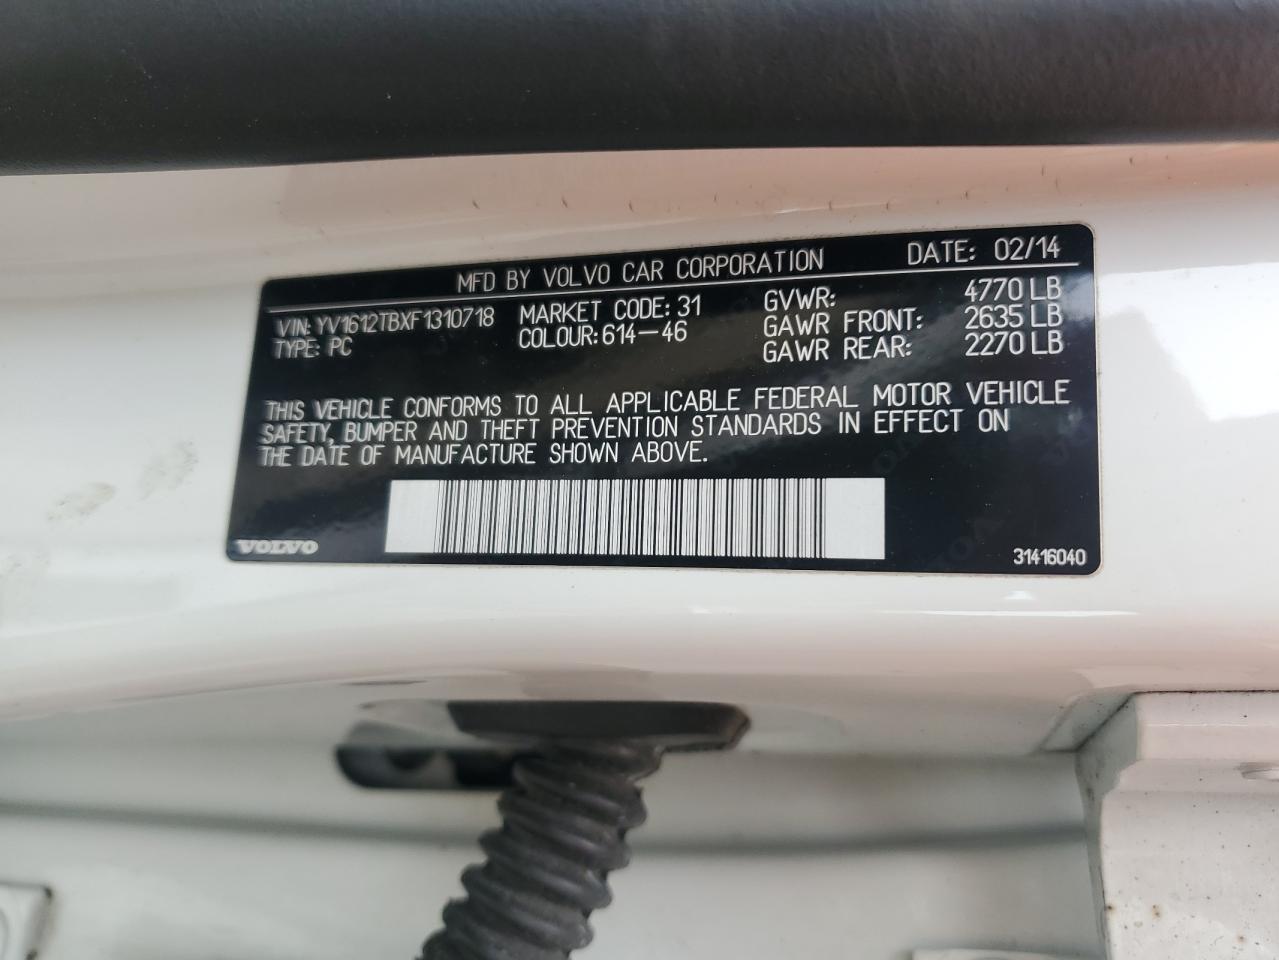 MFD BY VOLVO CAR CORPORATION DATE: 02/14
VIN: YV1612TBXF1310718 MARKET CODE: 31 GVWR: 4770 LB
TYPE: PC COLOUR: 614-46 GAWR FRONT: 2635 LB
GAWR REAR: 2270 LB
THIS VEHICLE CONFORMS TO ALL APPLICABLE FEDERAL MOTOR VEHICLE
SAFETY, BUMPER AND THEFT PREVENTION STANDARDS IN EFFECT ON
THE DATE OF MANUFACTURE SHOWN ABOVE.
VOLVO 31416040